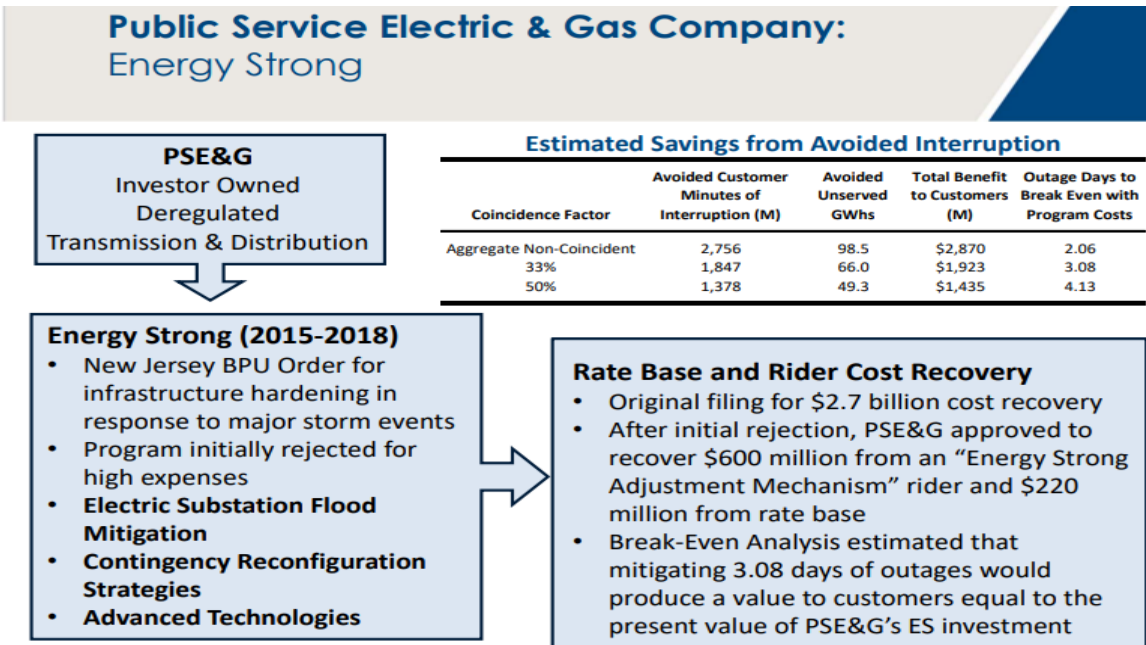 Public Service Electric & Gas Company:
Energy Strong
PSE&G
Investor Owned
Deregulated
Transmission & Distribution
Estimated Savings from Avoided Interruption
Coincidence Factor | Avoided Customer Minutes of Interruption (M) | Avoided Unserved GWhs | Total Benefit to Customers (M) | Outage Days to Break Even with Program Costs
Aggregate Non-Coincident 2,756 98.5 $2,870 2.06
33% 1,847 66.0 $1,923 3.08
50% 1,378 49.3 $1,435 4.13
Energy Strong (2015-2018)
• New Jersey BPU Order for
infrastructure hardening in
response to major storm events
• Program initially rejected for
high expenses
• Electric Substation Flood
Mitigation
• Contingency Reconfiguration
Strategies
• Advanced Technologies
Rate Base and Rider Cost Recovery
• Original filing for $2.7 billion cost recovery
• After initial rejection, PSE&G approved to
recover $600 million from an “Energy Strong
Adjustment Mechanism” rider and $220
million from rate base
• Break-Even Analysis estimated that
mitigating 3.08 days of outages would
produce a value to customers equal to the
present value of PSE&G’s ES investment